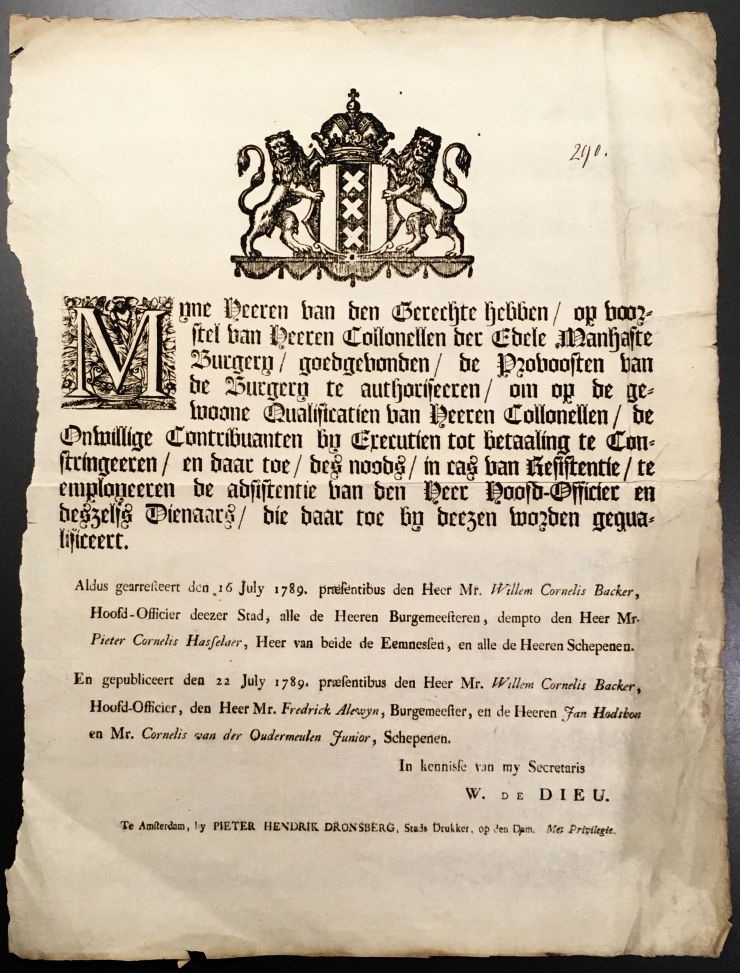 290.
Myne Heeren van den Gerechte hebben / op voor-
stel van Heeren Collonellen der Edele Manhafte
Burgery / goedgevonden / de Provoosten van
de Burgery te authoriseeren / om op de ge-
woone Qualificatien van Heeren Collonellen / de
Onwillige Contribuanten by Executien tot betaaling te Con-
stringeeren / en daar toe / des noods / in cas van Resistentie / te
emploÿeeren de adsistentie van den Heer Hoofd-Officier en
deszelfs Dienaars / die daar toe by deezen worden gequa-
lificeert.
Aldus gearresteert den 16 July 1789. præsentibus den Heer Mr. Willem Cornelis Backer,
Hoofd-Officier deezer Stad, alle de Heeren Burgemeesteren, dempto den Heer Mr.
Pieter Cornelis Hasselaer, Heer van beide de Eemnessen, en alle de Heeren Schepenen.
En gepubliceert den 22 July 1789. præsentibus den Heer Mr. Willem Cornelis Backer,
Hoofd-Officier, den Heer Mr. Fredrick Alewyn, Burgemeester, en de Heeren Jan Hodshon
en Mr. Cornelis van der Oudermeulen Junior, Schepenen.
In kennisse van my Secretaris
W. DE DIEU.
Te Amsterdam, by PIETER HENDRIK DRONSBERG, Stads Drukker, op den Dam. Met Privilegie.